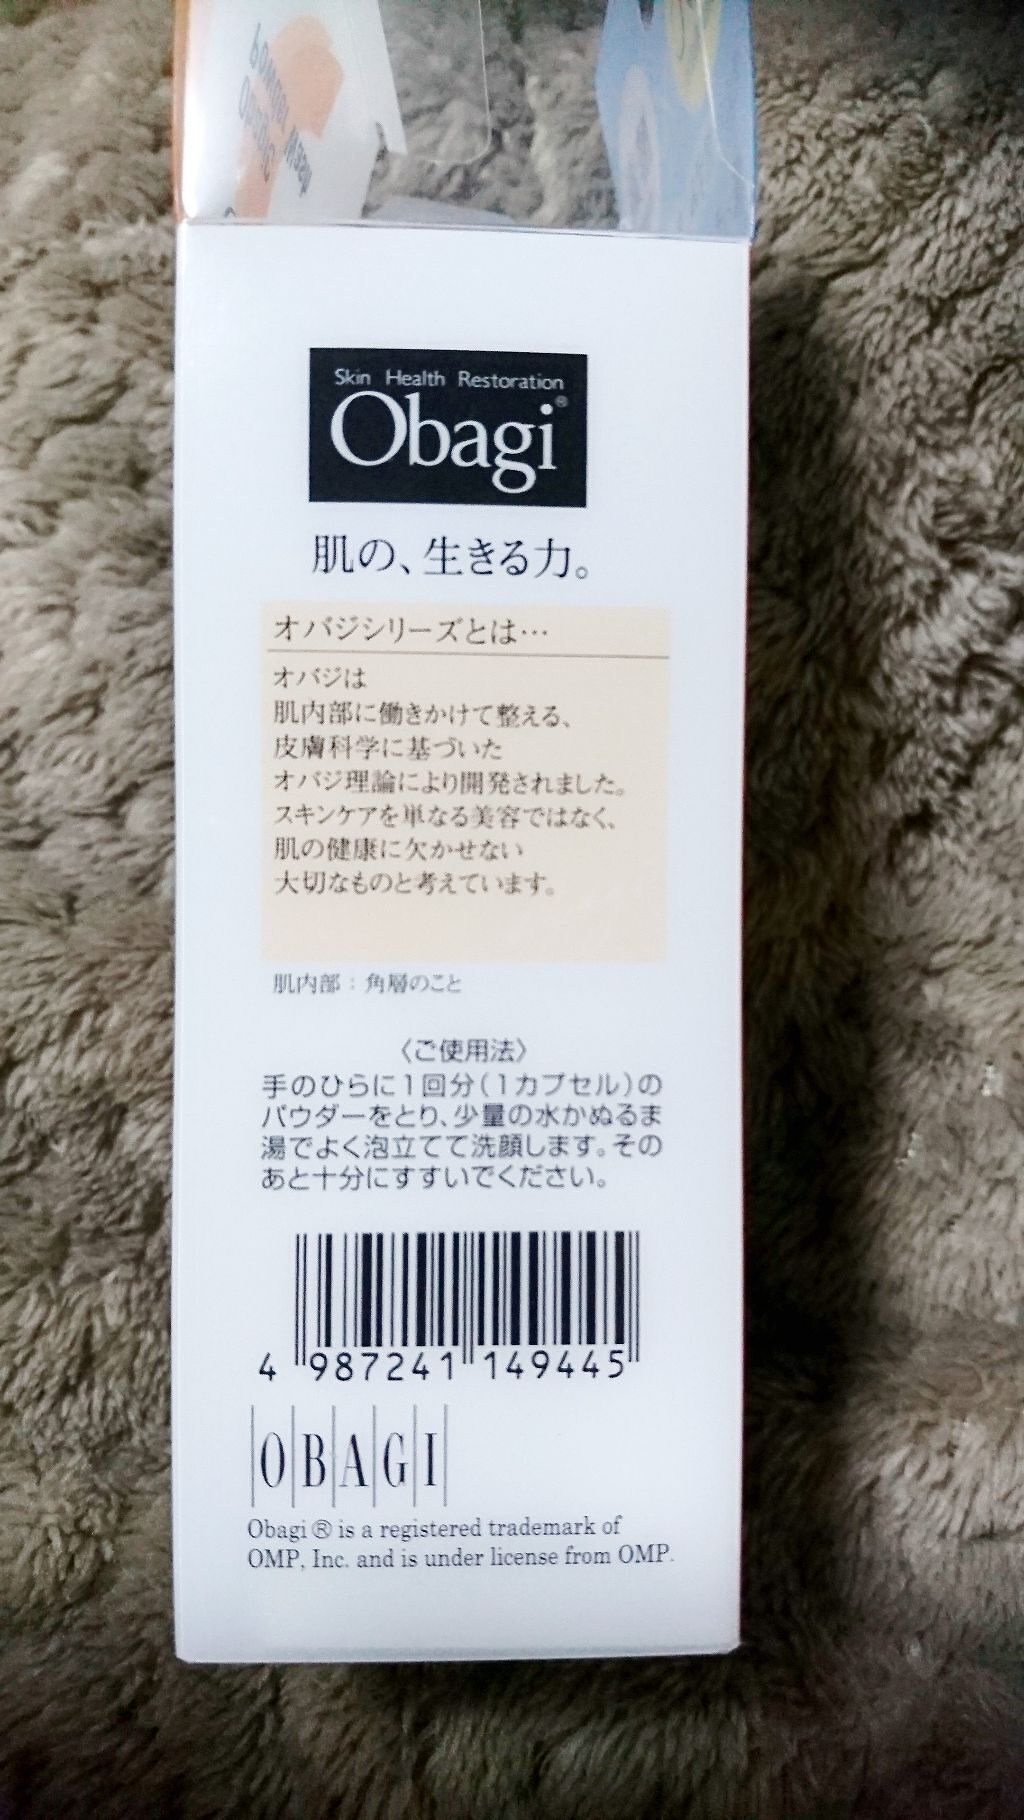 Skin Health Restoration
Obagi®
肌の、生きる力。
オバジシリーズとは…
オバジは
肌内部に働きかけて整える、
皮膚科学に基づいた
オバジ理論により開発されました。
スキンケアを単なる美容ではなく、
肌の健康に欠かせない
大切なものと考えています。
肌内部：角層のこと
〈ご使用法〉
手のひらに1回分（1カプセル）の
パウダーをとり、少量の水かぬるま
湯でよく泡立てて洗顔します。その
あと十分にすすいでください。
4 987241 149445
OBAGI
Obagi ® is a registered trademark of
OMP, Inc. and is under license from OMP.